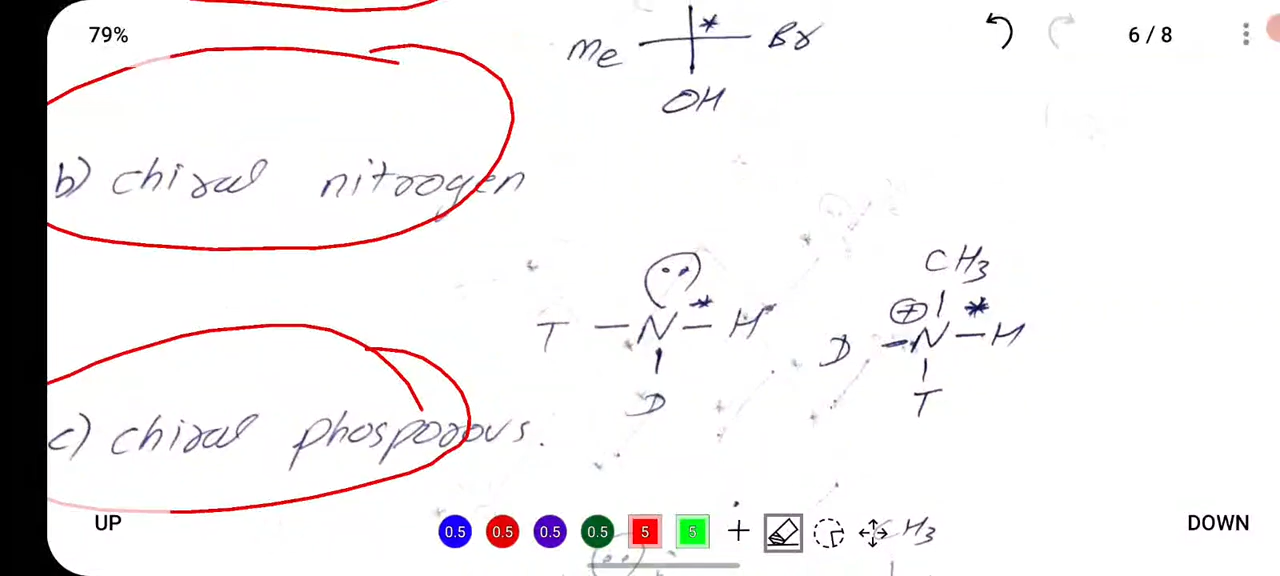 79%
6 / 8
Me * Br
OH
b) chiral nitrogen
CH3
⊕ *
T – N – H *
D – N – H
D
T
c) chiral phosporous.
UP
0.5 0.5 0.5 0.5 5 5 +
CH3
DOWN